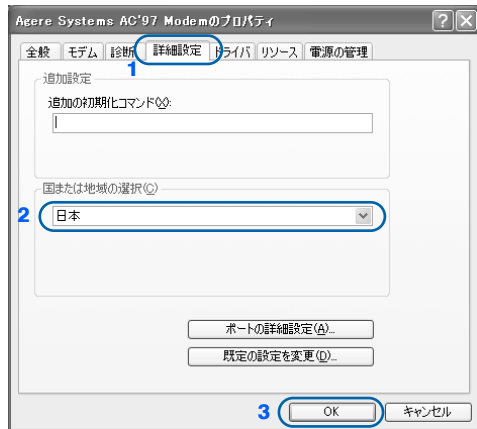 Agere Systems AC'97 Modemのプロパティ
全般 モデム 診断 詳細設定 ドライバ リソース 電源の管理
1
追加設定
追加の初期化コマンド(X):
国または地域の選択(C)
2 日本
ポートの詳細設定(A)...
既定の設定を変更(D)...
3 OK キャンセル